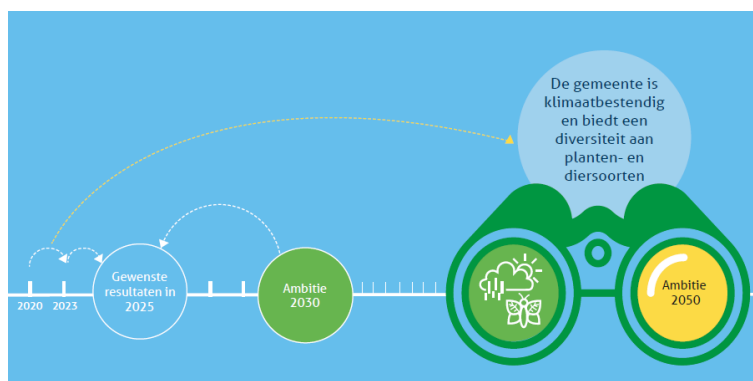 De gemeente is
klimaatbestendig
en biedt een
diversiteit aan
planten- en
diersoorten
2020
2023
Gewenste
resultaten in
2025
Ambitie
2030
Ambitie
2050